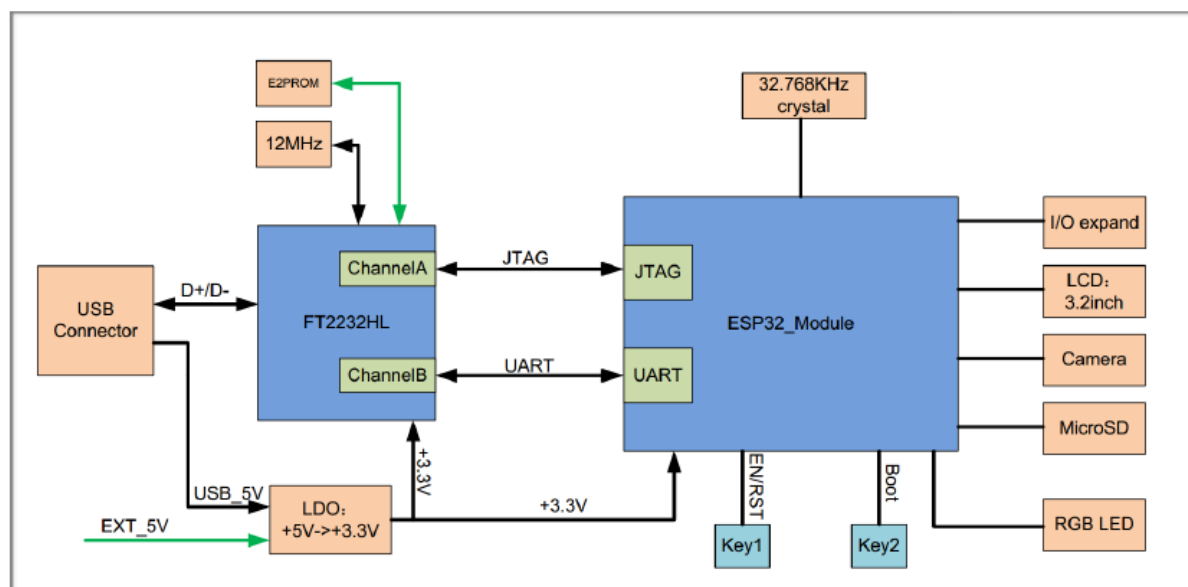 E2PROM
12MHz
32.768KHz
crystal
USB
Connector
D+/D-
FT2232HL
ChannelA
ChannelB
JTAG
UART
JTAG
UART
ESP32_Module
I/O expand
LCD：
3.2inch
Camera
MicroSD
RGB LED
USB_5V
EXT_5V
LDO：
+5V->+3.3V
+3.3V
+3.3V
EN/RST
Boot
Key1
Key2